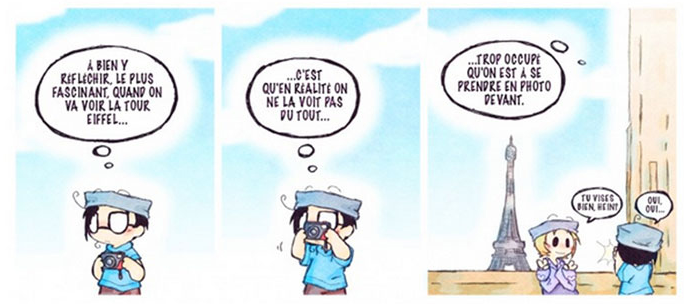 À BIEN Y
RÉFLÉCHIR, LE PLUS
FASCINANT, QUAND ON
VA VOIR LA TOUR
EIFFEL...
...C'EST
QU'EN RÉALITÉ ON
NE LA VOIT PAS
DU TOUT...
...TROP OCCUPÉ
QU'ON EST À SE
PRENDRE EN PHOTO
DEVANT.
TU VISES
BIEN, HEIN?
OUI,
OUI...